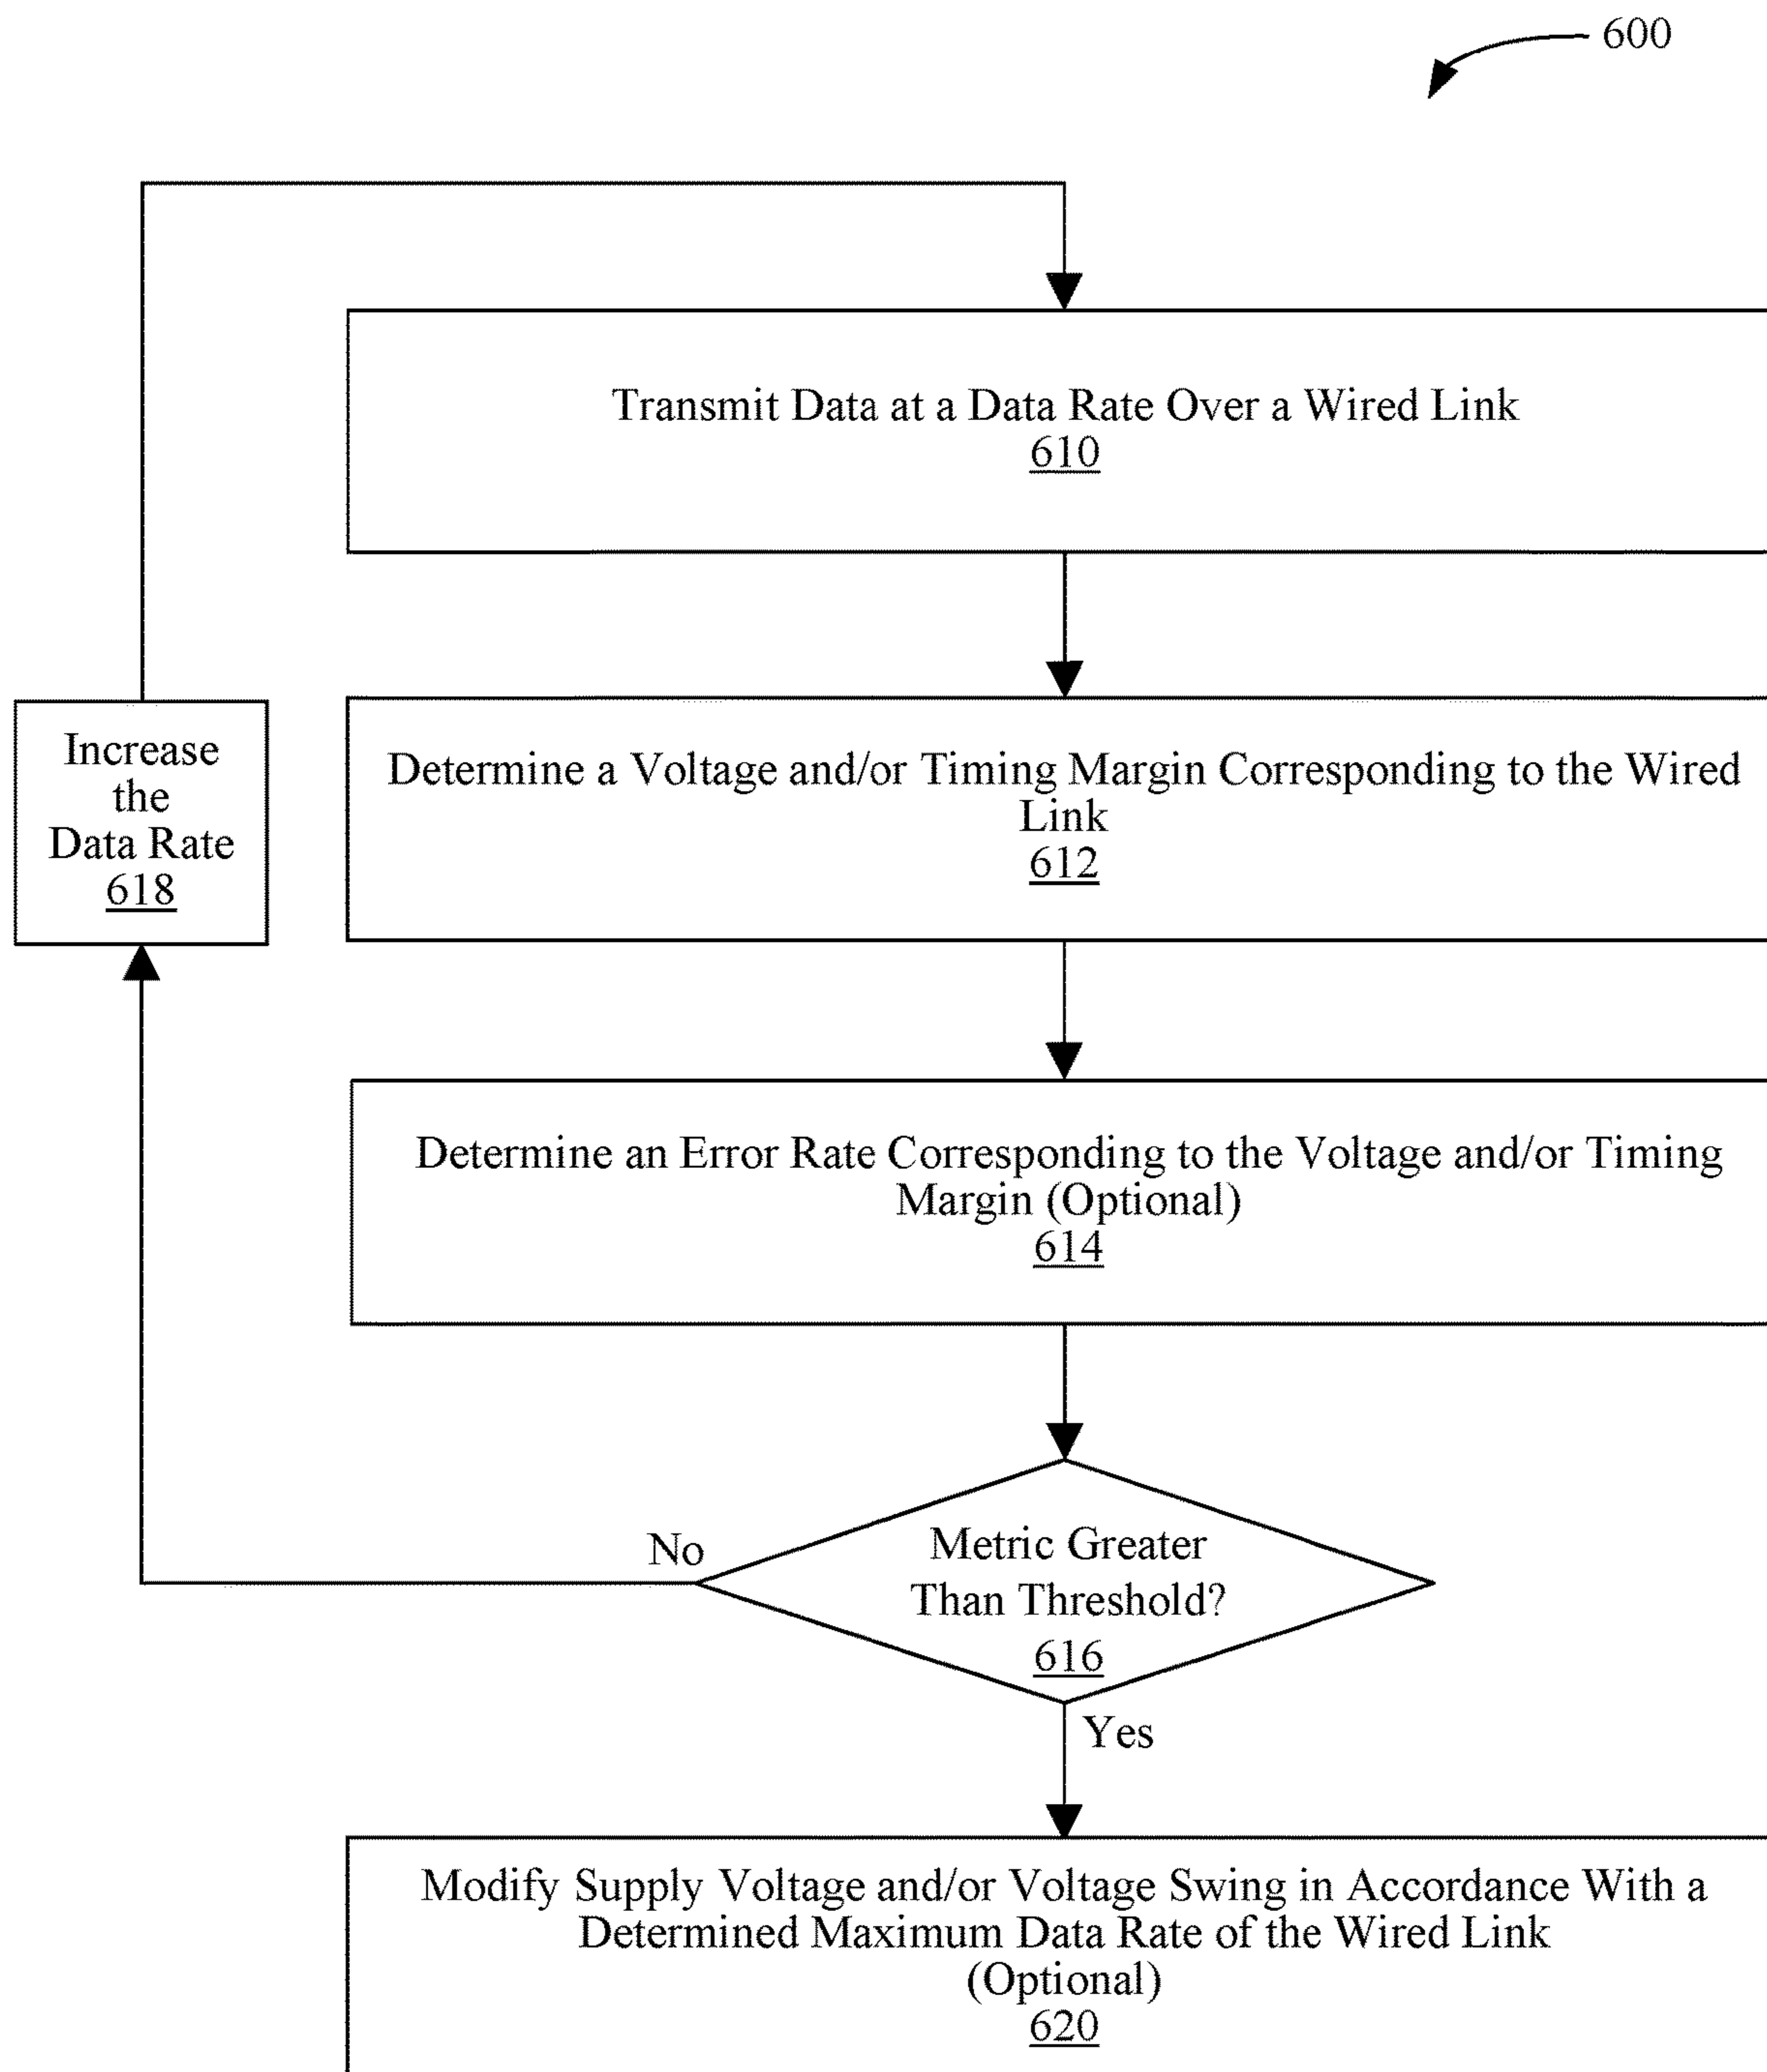 600
Transmit Data at a Data Rate Over a Wired Link
610
Increase
the
Data Rate
618
Determine a Voltage and/or Timing Margin Corresponding to the Wired
Link
612
Determine an Error Rate Corresponding to the Voltage and/or Timing
Margin (Optional)
614
No
Metric Greater
Than Threshold?
616
Yes
Modify Supply Voltage and/or Voltage Swing in Accordance With a
Determined Maximum Data Rate of the Wired Link
(Optional)
620